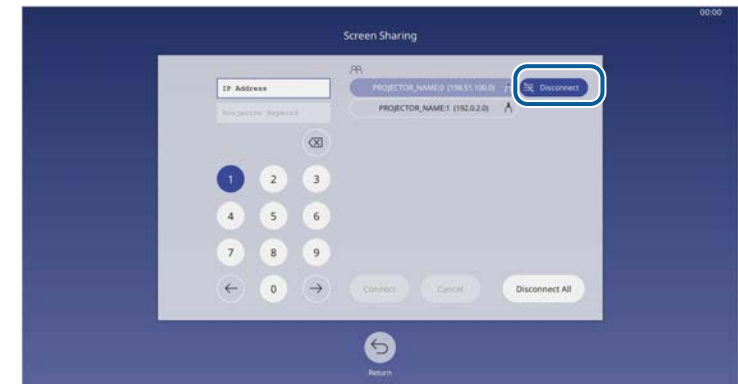 00:00
Screen Sharing
IP Address
Projector Keyword
PROJECTOR_NAME:0 (198.51.100.0)
Disconnect
PROJECTOR_NAME:1 (192.0.2.0)
1 2 3
4 5 6
7 8 9
0
Connect Cancel Disconnect All
Return